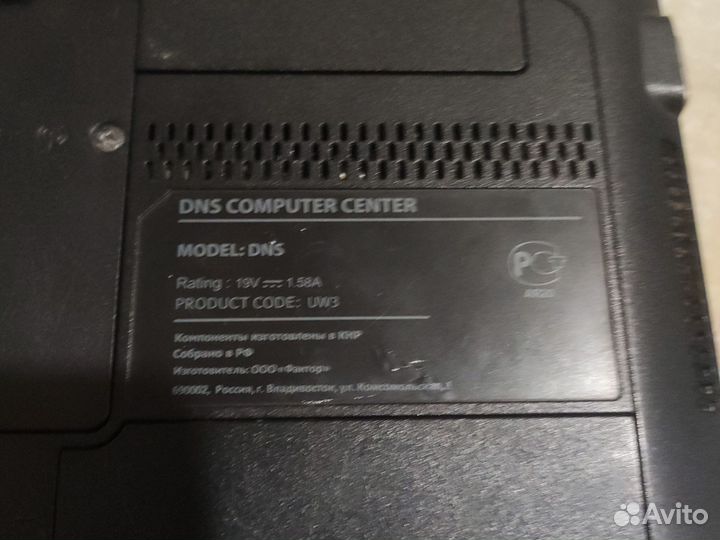 DNS COMPUTER CENTER
MODEL: DNS
Rating : 19V 1.58A
PRODUCT CODE: UW3
Компоненты изготовлены в КНР
Собрано в РФ
Изготовитель: ООО «Фактор»
690002, Россия, г. Владивосток, ул. Комсомольская, 1
Avito